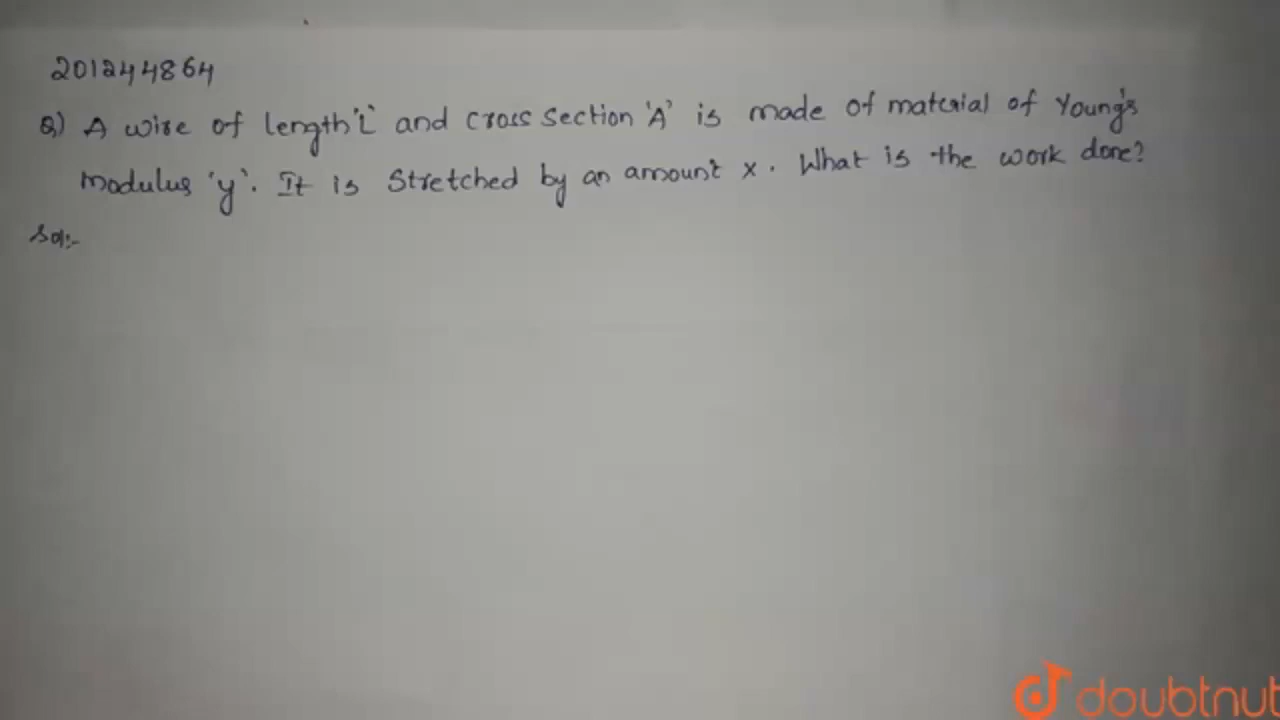 201244864
Q) A wire of length 'L' and cross section 'A' is made of material of Young's
modulus 'y'. It is stretched by an amount x. What is the work done?
Sol:-
doubtnut